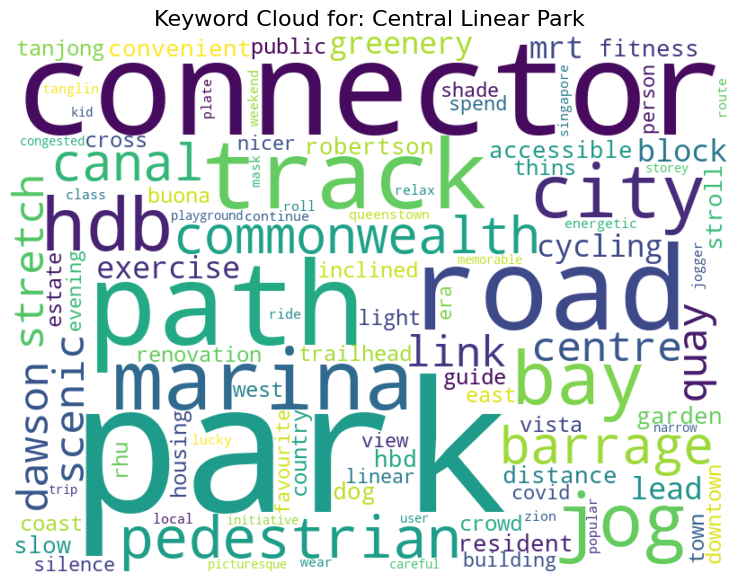 Keyword Cloud for: Central Linear Park
tanjong convenient public greenery mrt fitness
connector
tanglin kid plate weekend shade spend singapore person route
congested cross nicer robertson accessible block
canal track mask thins city storey
class buona roll relax stroll
stretch hdb playground continue queenstown energetic
commonwealth cycling
estate evening exercise inclined memorable jogger
path ride light era road
renovation trailhead link centre quay
dawson scenic marina west guide east bay
housing lucky favourite country view vista garden narrow
rhu park hbd barrage
linear distance
trip dog covid lead town downtown
coast local initiative user crowd zion popular jog
slow pedestrian resident
silence picturesque wear careful building